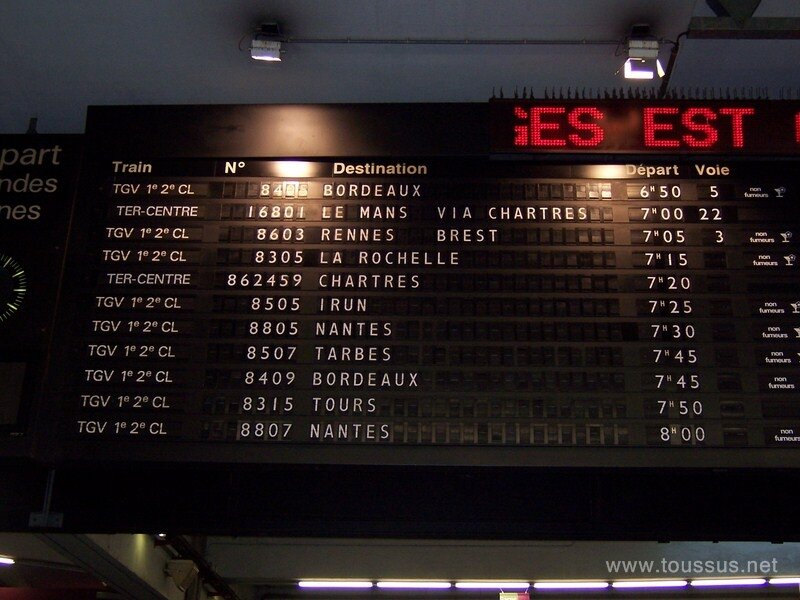 GES EST
part
ndes
nes
Train N° Destination Départ Voie
TGV 1e 2e CL BORDEAUX 6H50 5 non fumeurs
TER-CENTRE 16801 LE MANS VIA CHARTRES 7H00 22
TGV 1e 2e CL 8603 RENNES BREST 7H05 3 non fumeurs
TGV 1e 2e CL 8305 LA ROCHELLE 7H15 non fumeurs
TER-CENTRE 862459 CHARTRES 7H20
TGV 1e 2e CL 8505 IRUN 7H25 non fumeurs
TGV 1e 2e CL 8805 NANTES 7H30 non fumeurs
TGV 1e 2e CL 8507 TARBES 7H45 non fumeurs
TGV 1e 2e CL 8409 BORDEAUX 7H45 non fumeurs
TGV 1e 2e CL 8315 TOURS 7H50
TGV 1e 2e CL 8807 NANTES 8H00 non fumeurs
www.toussus.net